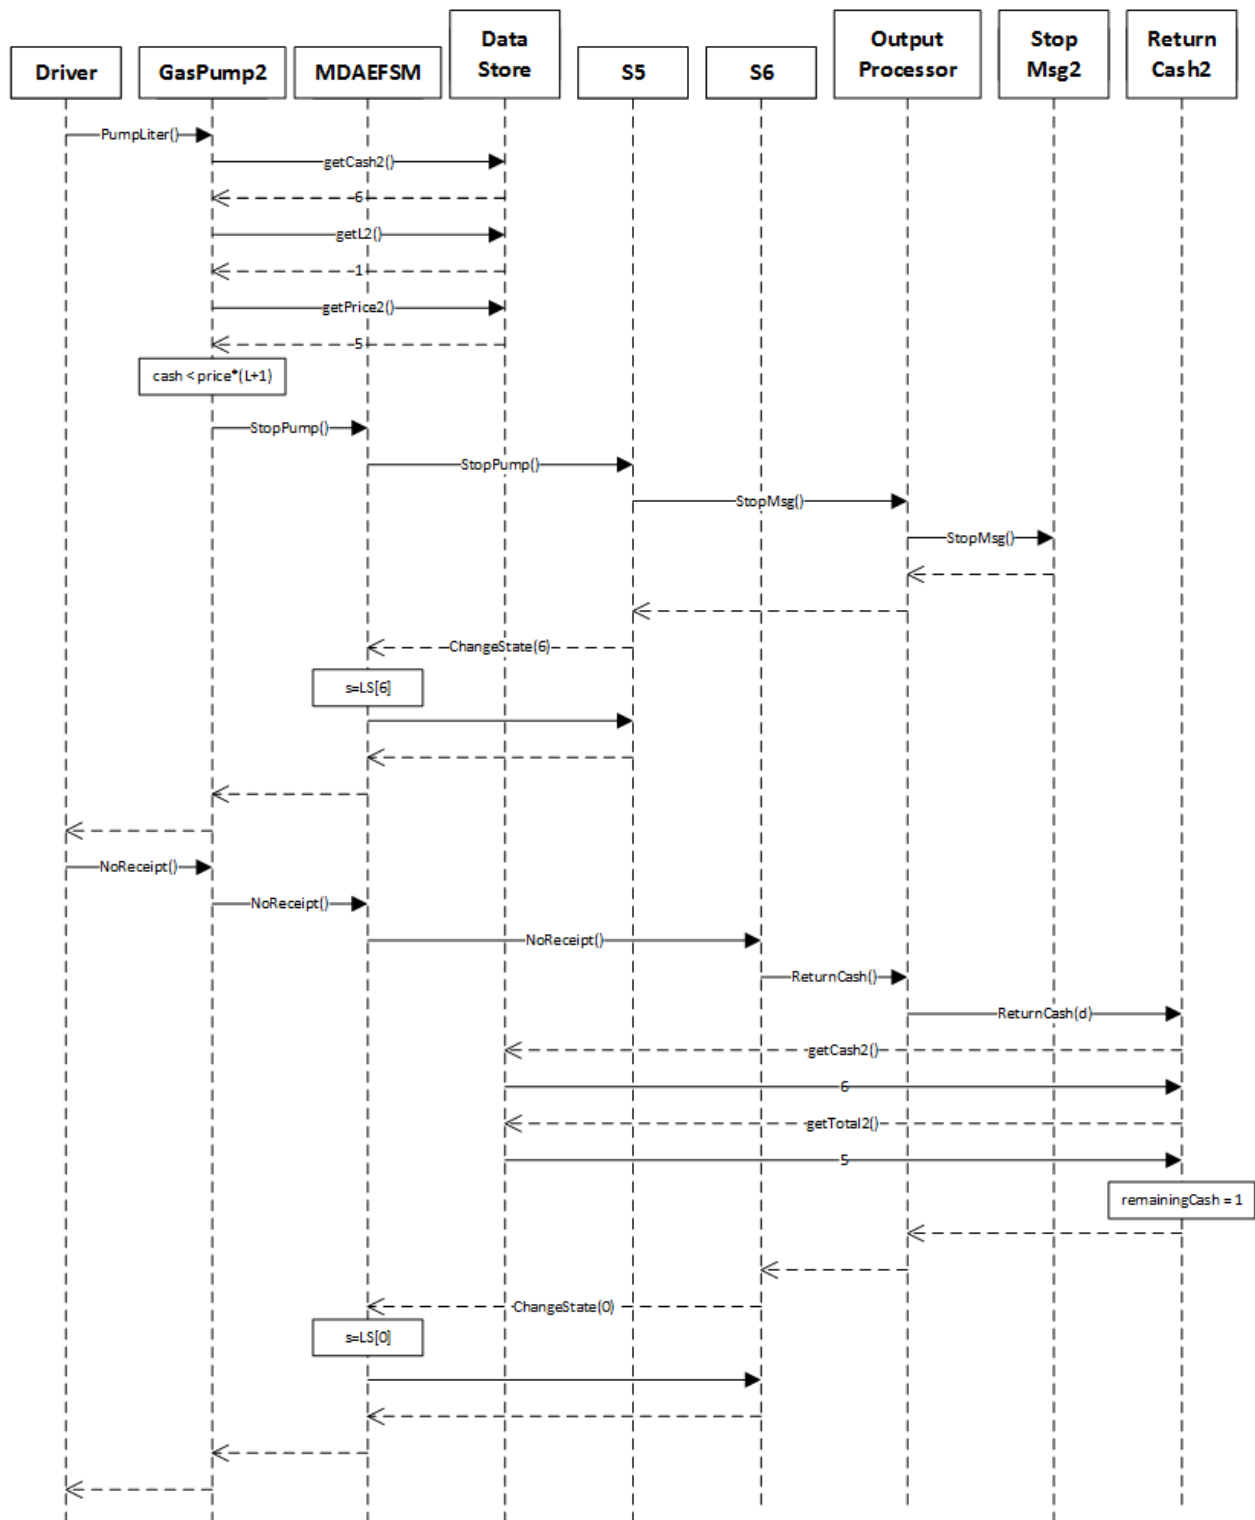 Driver
GasPump2
MDAEFSM
Data
Store
S5
S6
Output
Processor
Stop
Msg2
Return
Cash2
PumpLiter()
getCash2()
6
getL2()
1
getPrice2()
5
cash < price*(L+1)
StopPump()
StopPump()
StopMsg()
StopMsg()
ChangeState(6)
s=LS[6]
NoReceipt()
NoReceipt()
NoReceipt()
ReturnCash()
ReturnCash(d)
getCash2()
6
getTotal2()
5
remainingCash = 1
ChangeState(0)
s=LS[0]